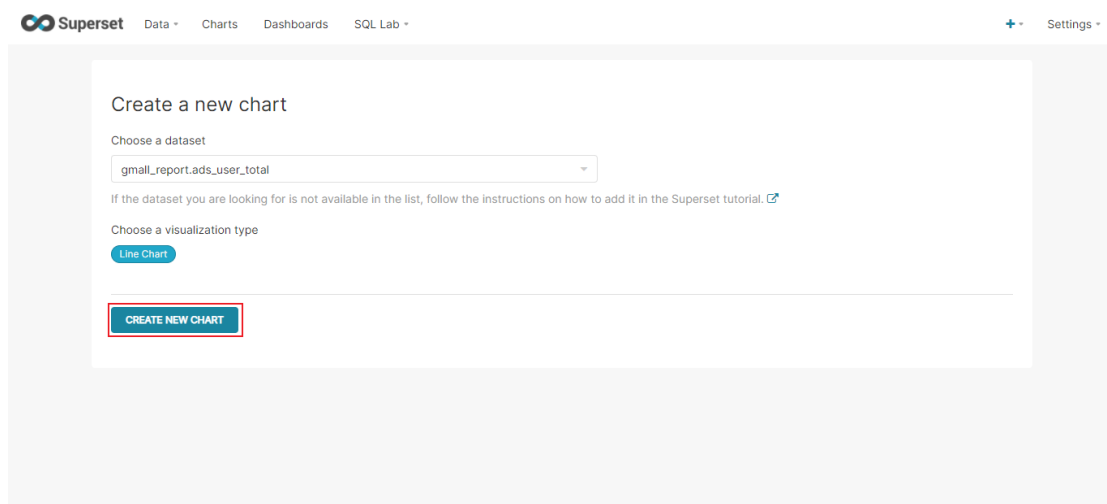 Superset Data Charts Dashboards SQL Lab + Settings
Create a new chart
Choose a dataset
gmall_report.ads_user_total
If the dataset you are looking for is not available in the list, follow the instructions on how to add it in the Superset tutorial.
Choose a visualization type
Line Chart
CREATE NEW CHART